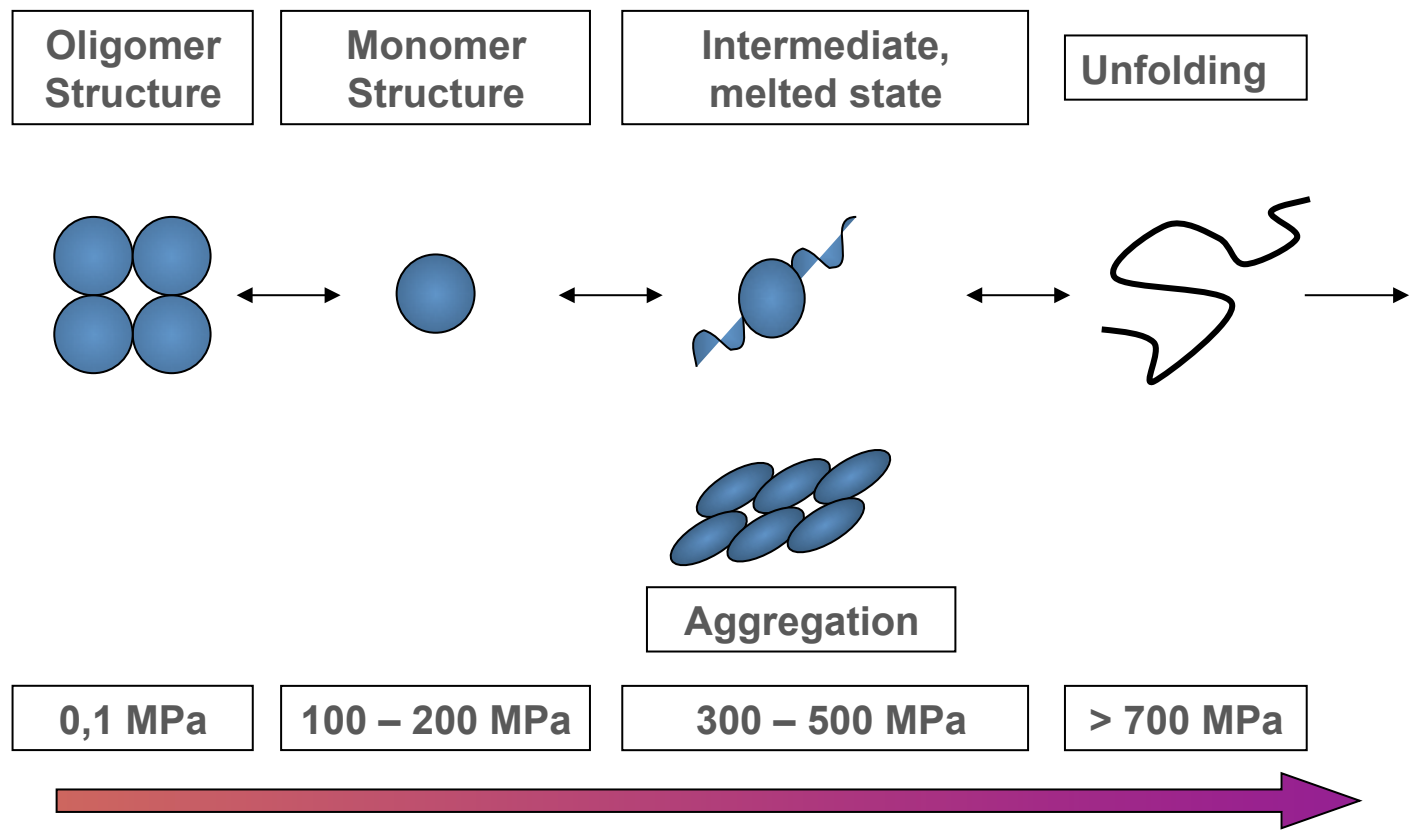 Oligomer
Structure
Monomer
Structure
Intermediate,
melted state
Unfolding
Aggregation
0,1 MPa
100 – 200 MPa
300 – 500 MPa
> 700 MPa